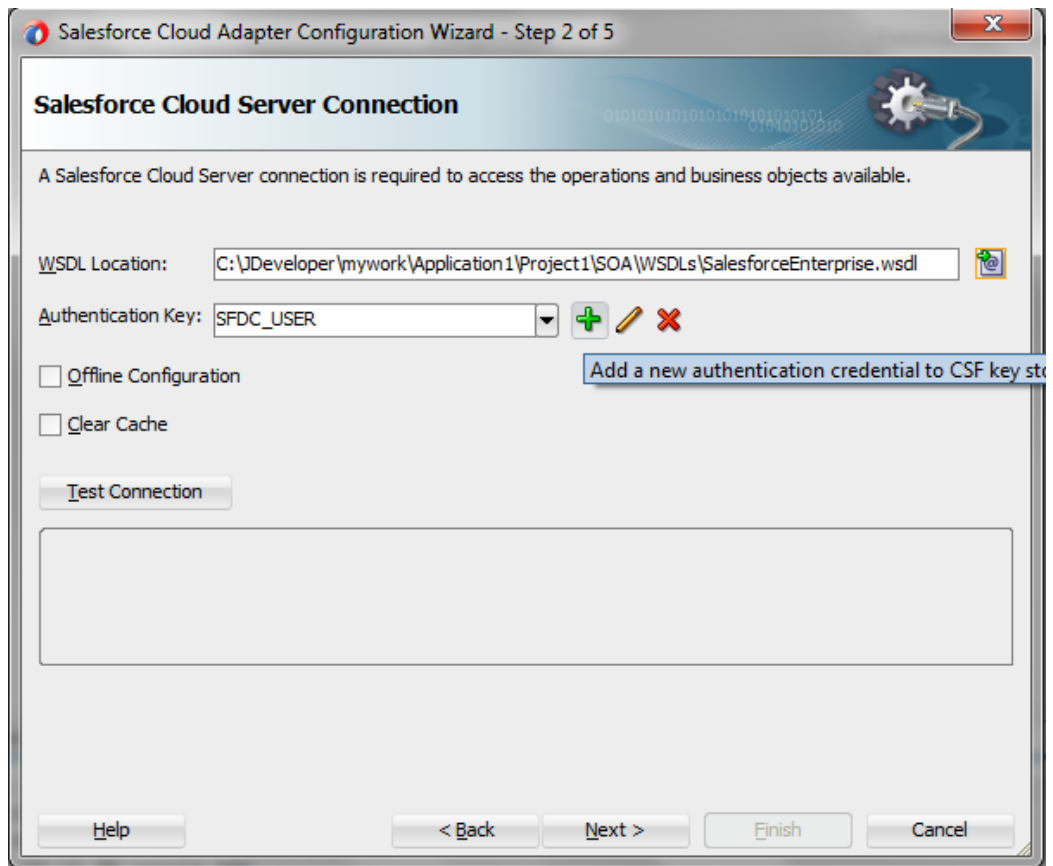 Salesforce Cloud Adapter Configuration Wizard - Step 2 of 5
Salesforce Cloud Server Connection
A Salesforce Cloud Server connection is required to access the operations and business objects available.
WSDL Location: C:\JDeveloper\mywork\Application1\Project1\SOA\WSDLs\SalesforceEnterprise.wsdl
Authentication Key: SFDC_USER
Add a new authentication credential to CSF key sto
Offline Configuration
Clear Cache
Test Connection
Help < Back Next > Finish Cancel